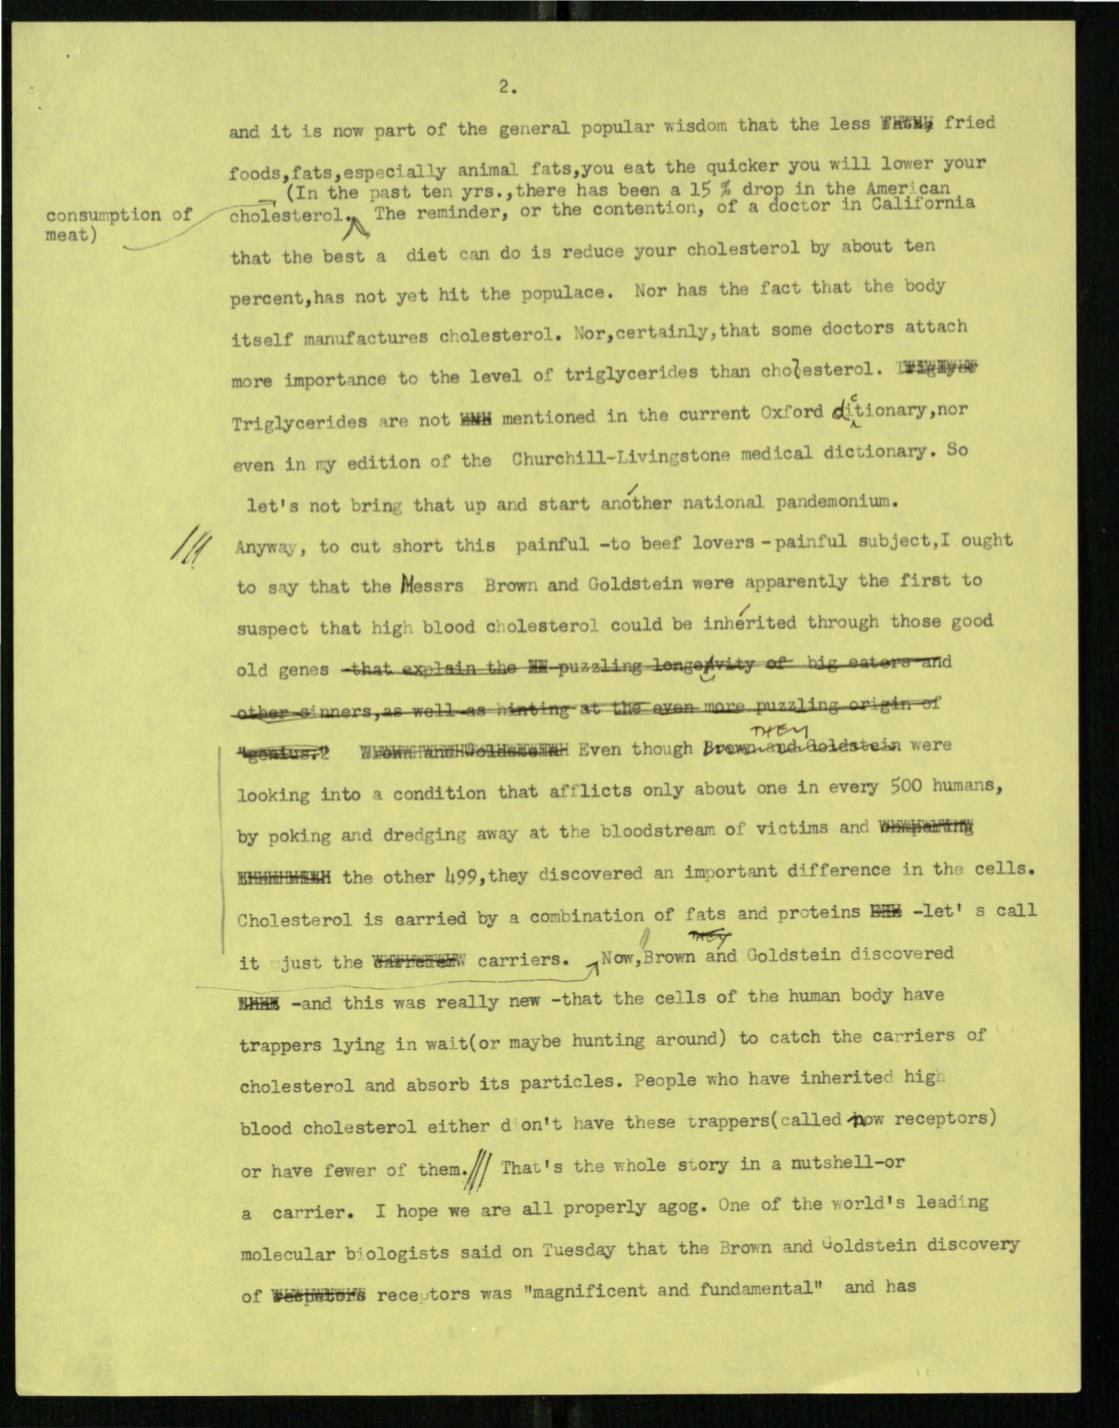 2.
and it is now part of the general popular wisdom that the less fried
foods,fats,especially animal fats,you eat the quicker you will lower your
(In the past ten yrs.,there has been a 15 % drop in the American
consumption of
meat)
cholesterol. The reminder, or the contention, of a doctor in California
that the best a diet can do is reduce your cholesterol by about ten
percent,has not yet hit the populace. Nor has the fact that the body
itself manufactures cholesterol. Nor,certainly,that some doctors attach
more importance to the level of triglycerides than cholesterol.
Triglycerides are not mentioned in the current Oxford dictionary,nor
even in my edition of the Churchill-Livingstone medical dictionary. So
let's not bring that up and start another national pandemonium.
Anyway, to cut short this painful -to beef lovers - painful subject,I ought
to say that the Messrs Brown and Goldstein were apparently the first to
suspect that high blood cholesterol could be inherited through those good
old genes -that explain the puzzling longevity of big eaters and
other sinners,as well as hinting at the even more puzzling origin of
"genius." Brown and Goldstein Even though Brown and Goldstein THEY were
looking into a condition that afflicts only about one in every 500 humans,
by poking and dredging away at the bloodstream of victims and comparing
the other 499,they discovered an important difference in the cells.
Cholesterol is carried by a combination of fats and proteins -let' s call
it just the carriers. Now,Brown and THEY Goldstein discovered
-and this was really new -that the cells of the human body have
trappers lying in wait(or maybe hunting around) to catch the carriers of
cholesterol and absorb its particles. People who have inherited high
blood cholesterol either d on't have these trappers(called now receptors)
or have fewer of them./// That's the whole story in a nutshell-or
a carrier. I hope we are all properly agog. One of the world's leading
molecular biologists said on Tuesday that the Brown and Goldstein discovery
of receptors was "magnificent and fundamental" and has